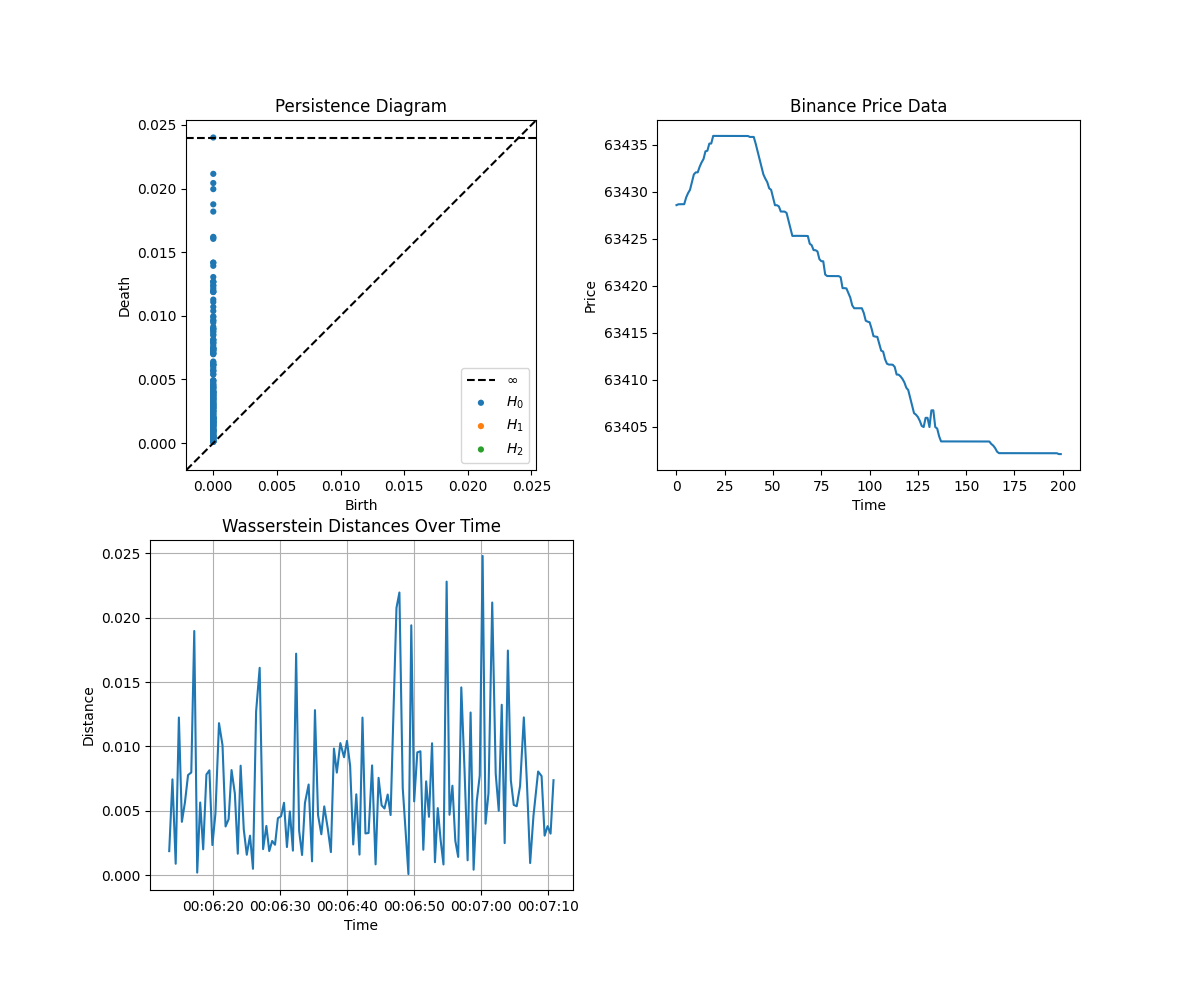 Persistence Diagram
0.025
0.020
0.015
0.010
0.005
0.000
Death
∞
H0
H1
H2
0.000 0.005 0.010 0.015 0.020 0.025
Birth
Binance Price Data
63435
63430
63425
63420
63415
63410
63405
Price
0 25 50 75 100 125 150 175 200
Time
Wasserstein Distances Over Time
0.025
0.020
0.015
0.010
0.005
0.000
Distance
00:06:20 00:06:30 00:06:40 00:06:50 00:07:00 00:07:10
Time